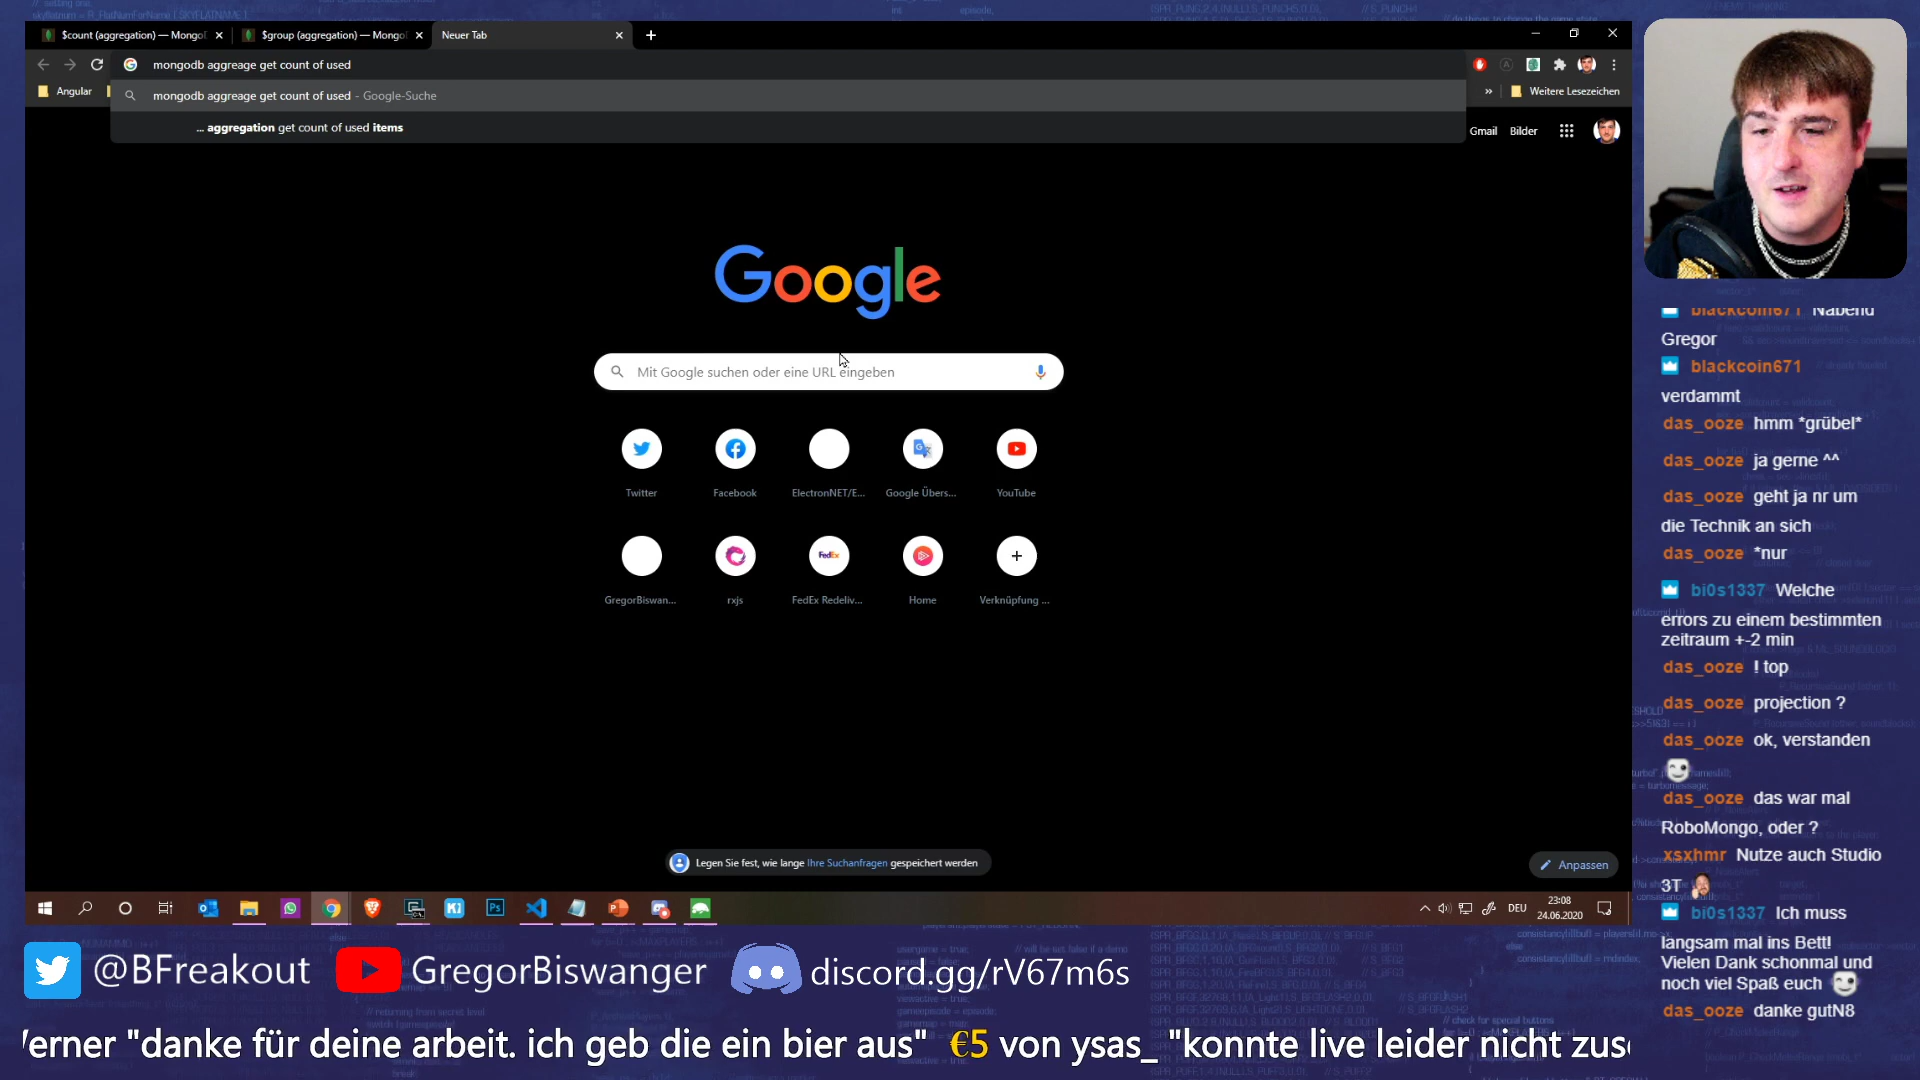 $count (aggregation) — Mongo
$group (aggregation) — Mongo
Neuer Tab
mongodb aggreage get count of used
Angular
mongodb aggreage get count of used - Google-Suche
... aggregation get count of used items
Weitere Lesezeichen
Gmail
Bilder
Google
Mit Google suchen oder eine URL eingeben
Twitter
Facebook
ElectronNET/E...
Google Übers...
YouTube
GregorBiswan...
rxjs
FedEx
FedEx Redeliv...
Home
Verknüpfung ...
Legen Sie fest, wie lange Ihre Suchanfragen gespeichert werden
Anpassen
DEU
23:08
24.06.2020
blackcoin671 Nabend
Gregor
blackcoin671
verdammt
das_ooze hmm *grübel*
das_ooze ja gerne ^^
das_ooze geht ja nr um
die Technik an sich
das_ooze *nur
bi0s1337 Welche
errors zu einem bestimmten
zeitraum +-2 min
das_ooze ! top
das_ooze projection ?
das_ooze ok, verstanden
das_ooze das war mal
RoboMongo, oder ?
xsxhmr Nutze auch Studio
3T
bi0s1337 Ich muss
langsam mal ins Bett!
Vielen Dank schonmal und
noch viel Spaß euch
das_ooze danke gutN8
@BFreakout
GregorBiswanger
discord.gg/rV67m6s
erner "danke für deine arbeit. ich geb die ein bier aus" €5 von ysas_ "konnte live leider nicht zus